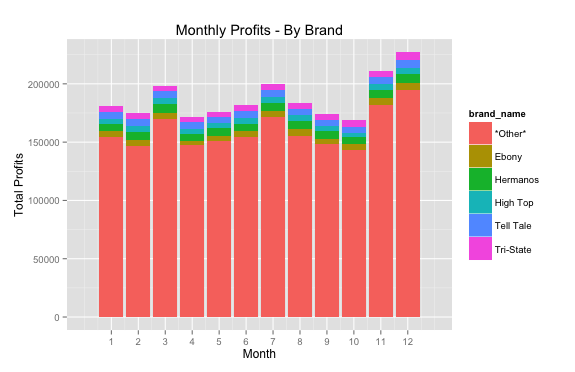 Monthly Profits - By Brand
Total Profits
200000
150000
100000
50000
0
1 2 3 4 5 6 7 8 9 10 11 12
Month
brand_name
*Other*
Ebony
Hermanos
High Top
Tell Tale
Tri-State